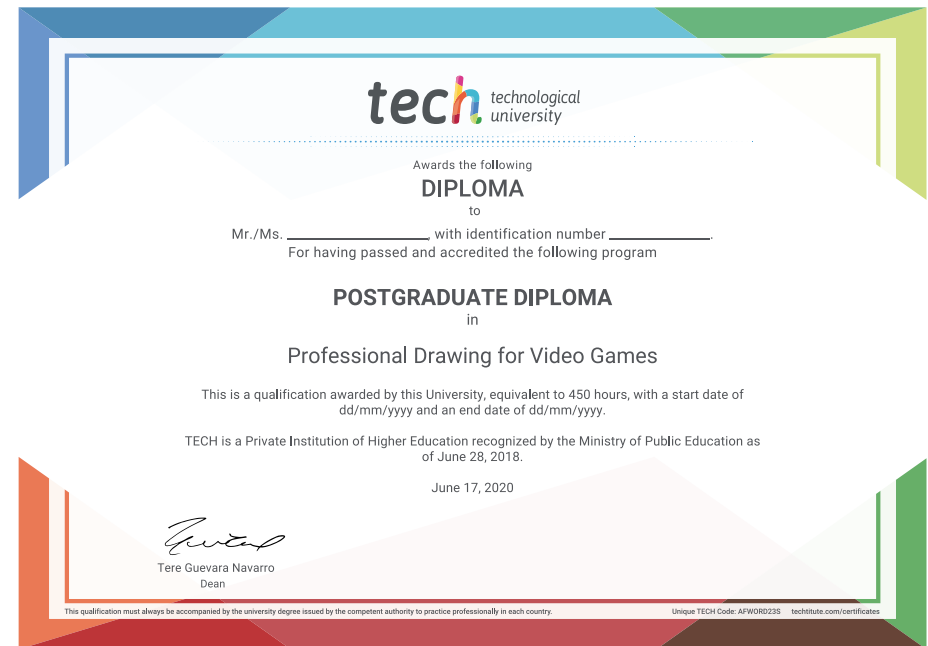 tech technological
university
Awards the following
DIPLOMA
to
Mr./Ms. ____________________, with identification number ______________.
For having passed and accredited the following program
POSTGRADUATE DIPLOMA
in
Professional Drawing for Video Games
This is a qualification awarded by this University, equivalent to 450 hours, with a start date of
dd/mm/yyyy and an end date of dd/mm/yyyy.
TECH is a Private Institution of Higher Education recognized by the Ministry of Public Education as
of June 28, 2018.
June 17, 2020
Tere Guevara Navarro
Dean
This qualification must always be accompanied by the university degree issued by the competent authority to practice professionally in each country.
Unique TECH Code: AFWORD23S techtitute.com/certificates